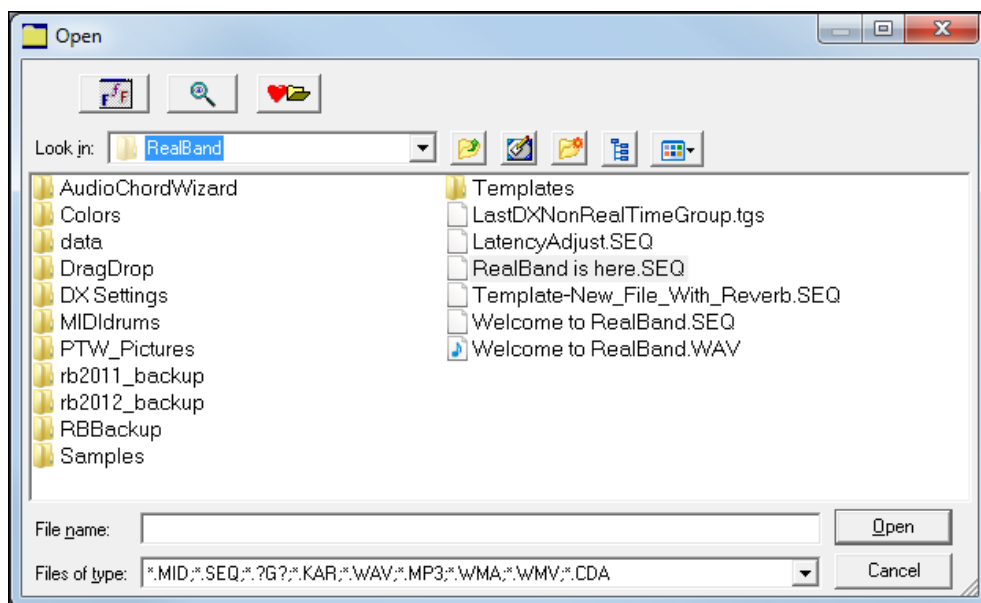 Open
F f F
Look in: RealBand
AudioChordWizard
Colors
data
DragDrop
DX Settings
MIDIdrums
PTW_Pictures
rb2011_backup
rb2012_backup
RBBackup
Samples
Templates
LastDXNonRealTimeGroup.tgs
LatencyAdjust.SEQ
RealBand is here.SEQ
Template-New_File_With_Reverb.SEQ
Welcome to RealBand.SEQ
Welcome to RealBand.WAV
File name:
Open
Files of type: *.MID;*.SEQ;*.?G?;*.KAR;*.WAV;*.MP3;*.WMA;*.WMV;*.CDA
Cancel